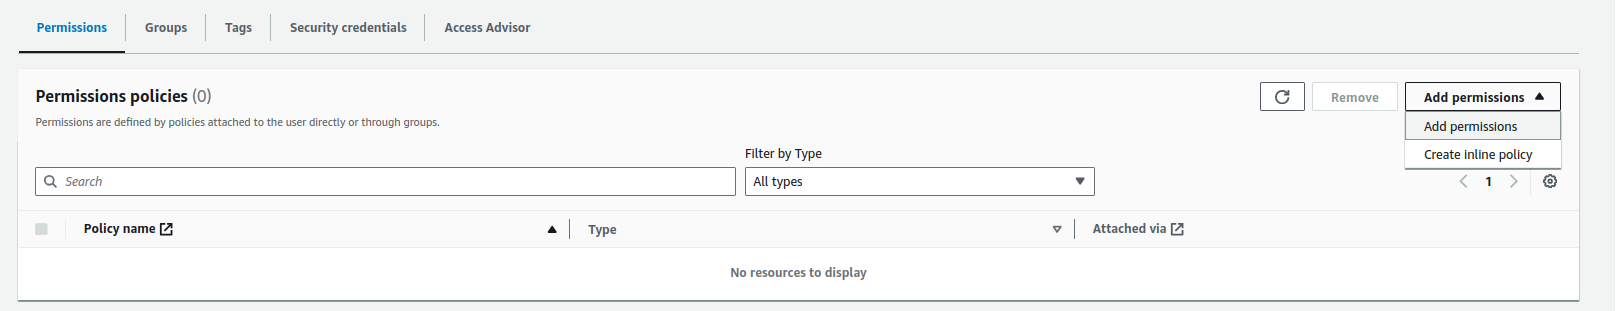 Permissions Groups Tags Security credentials Access Advisor
Permissions policies (0)
Remove
Add permissions
Permissions are defined by policies attached to the user directly or through groups.
Add permissions
Create inline policy
Filter by Type
Search
All types
1
Policy name Type Attached via
No resources to display